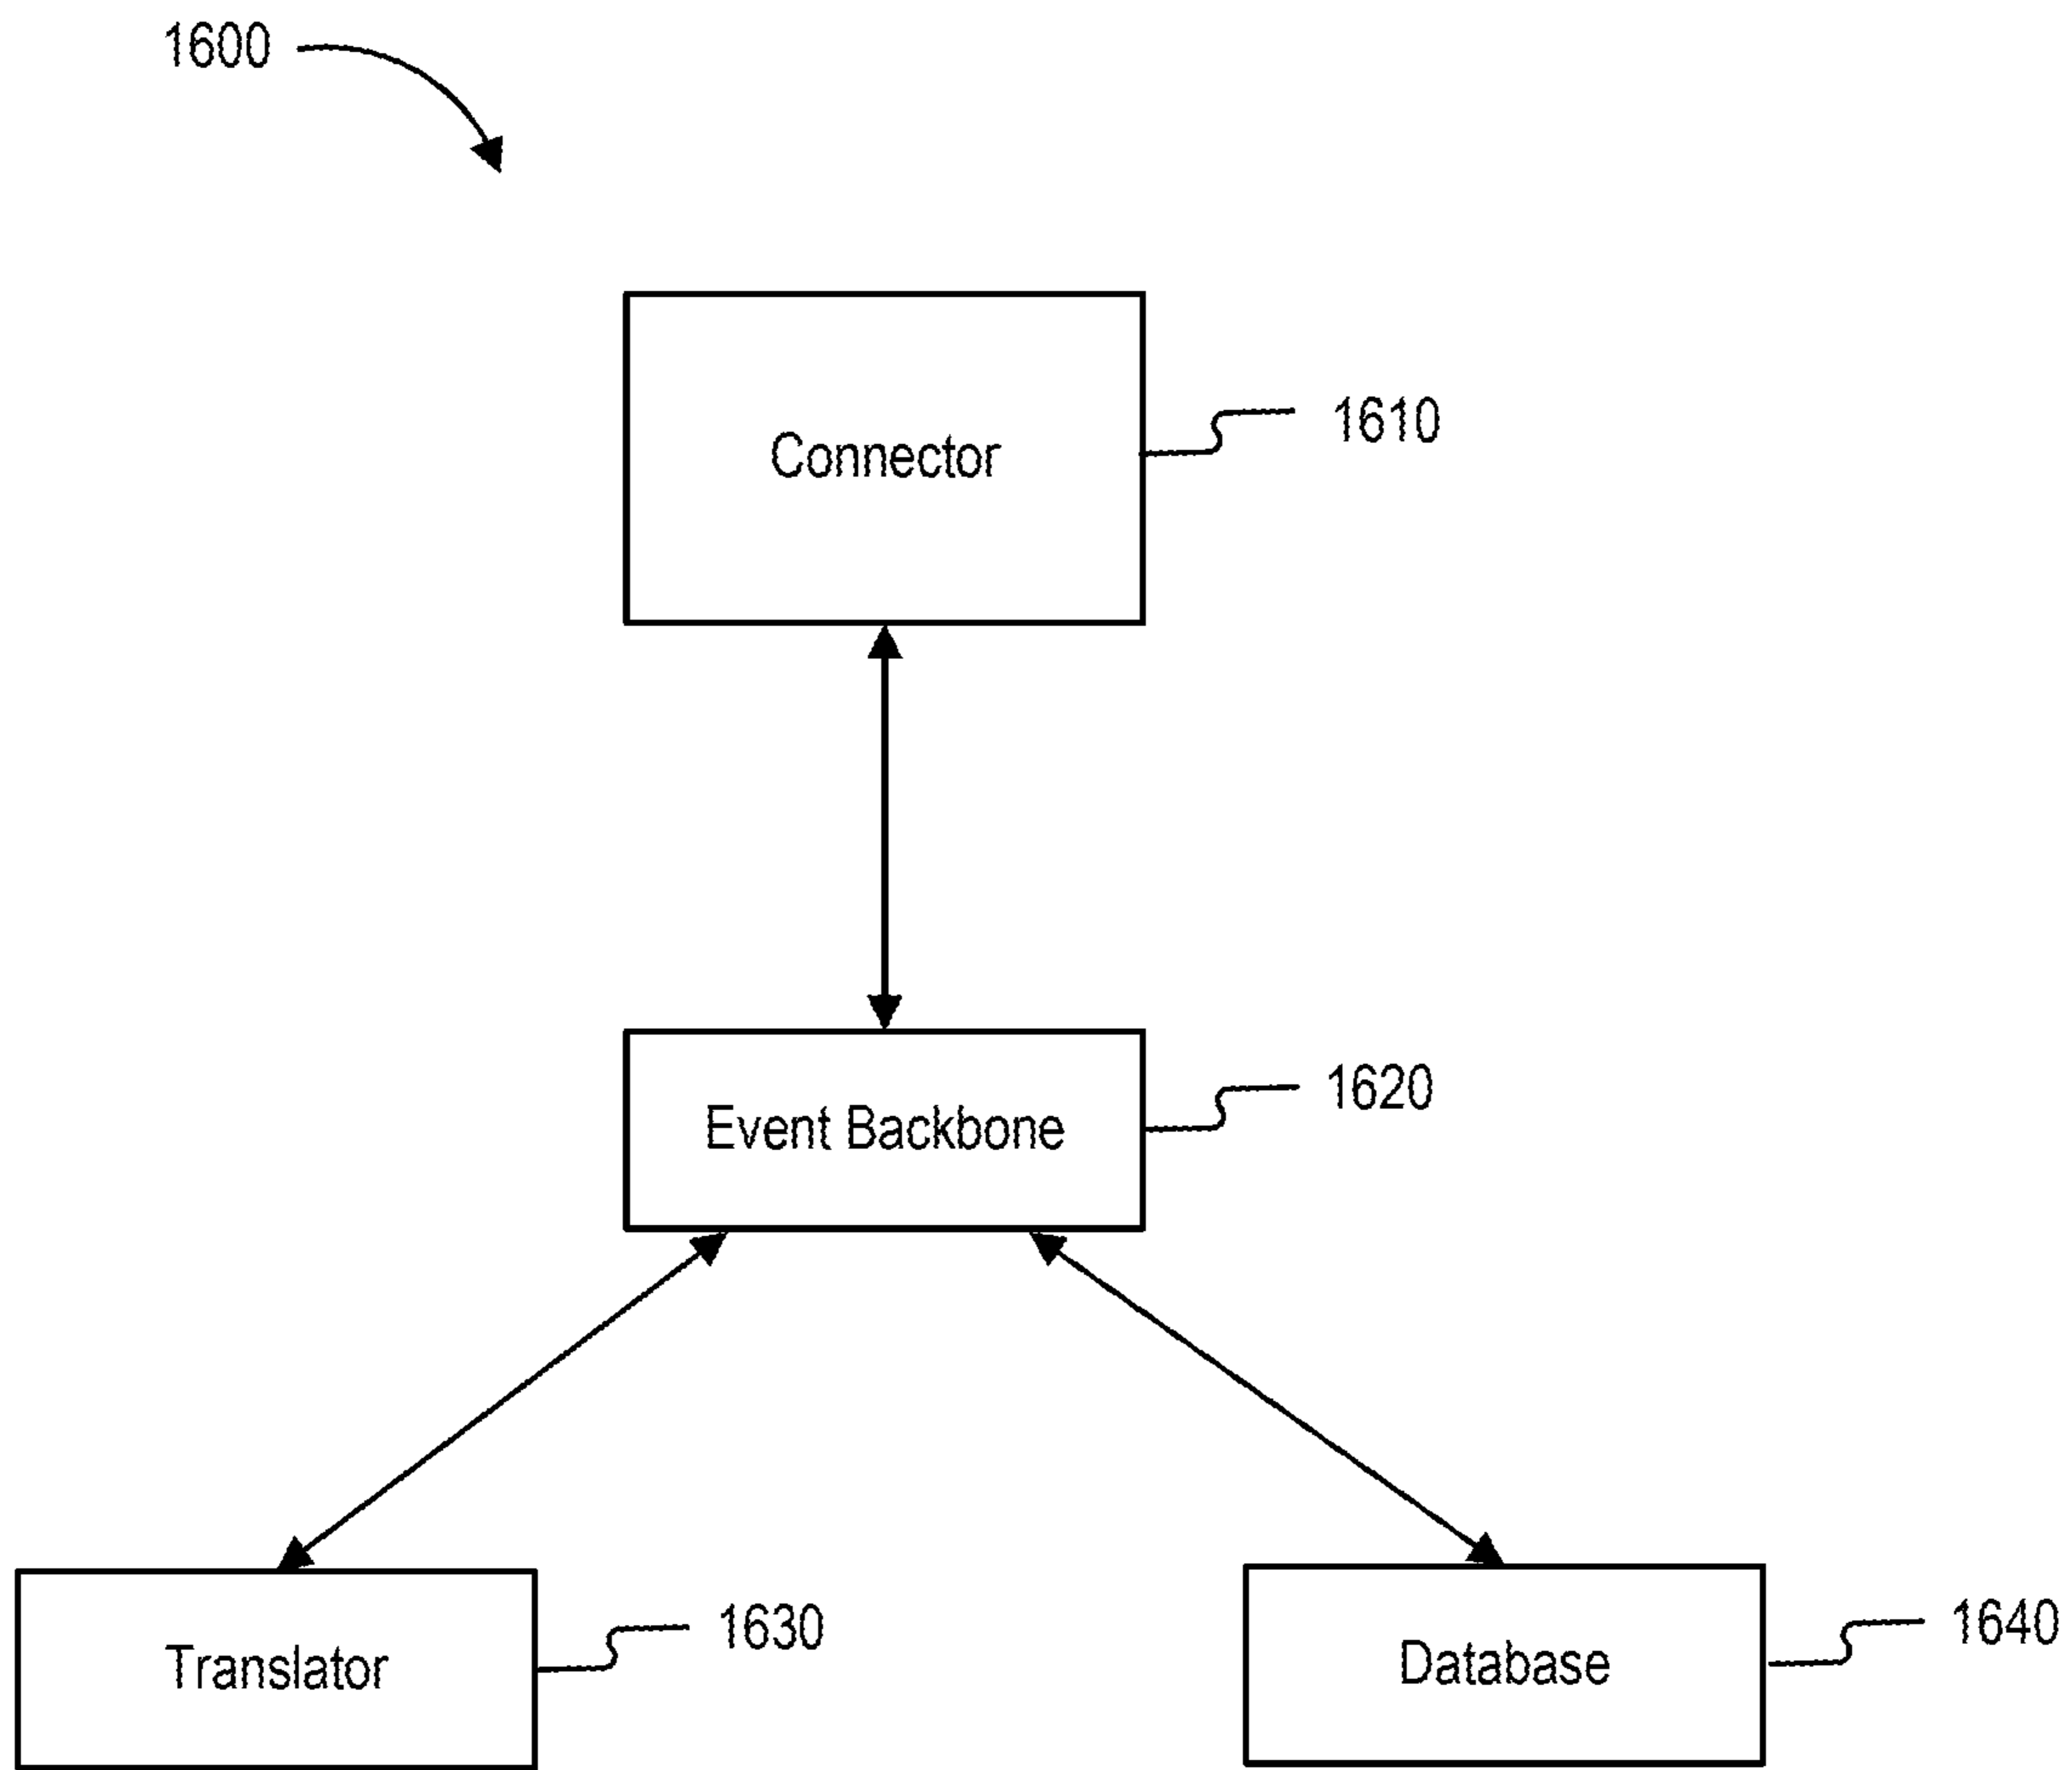 1600
Connector
1610
Event Backbone
1620
Translator
1630
Database
1640